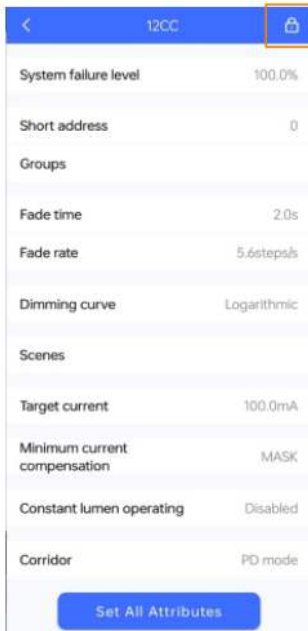 12CC
System failure level 100.0%
Short address 0
Groups
Fade time 2.0s
Fade rate 5.6steps/s
Dimming curve Logarithmic
Scenes
Target current 100.0mA
Minimum current
compensation MASK
Constant lumen operating Disabled
Corridor PD mode
Set All Attributes